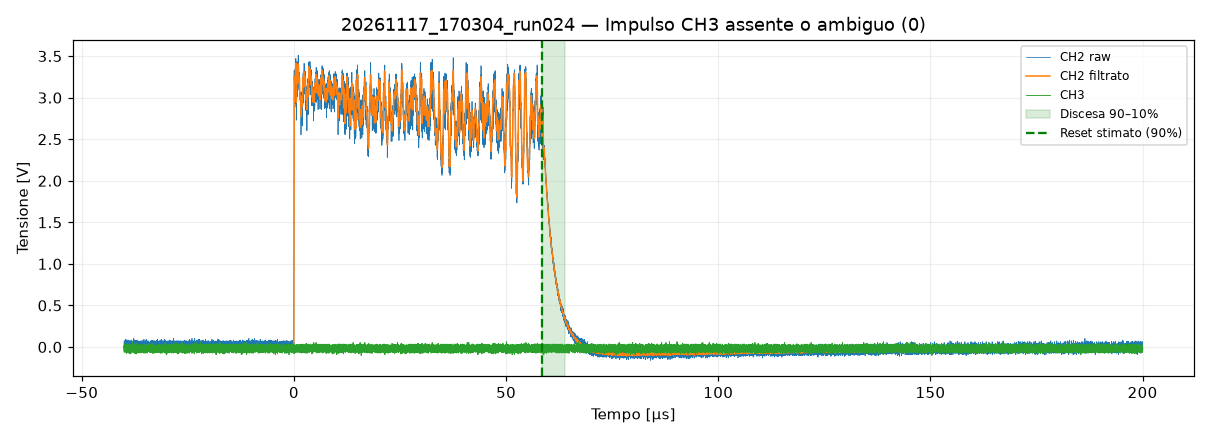 20261117_170304_run024 — Impulso CH3 assente o ambiguo (0)
Tensione [V]
3.5
3.0
2.5
2.0
1.5
1.0
0.5
0.0
CH2 raw
CH2 filtrato
CH3
Discesa 90–10%
Reset stimato (90%)
−50
0
50
100
150
200
Tempo [µs]